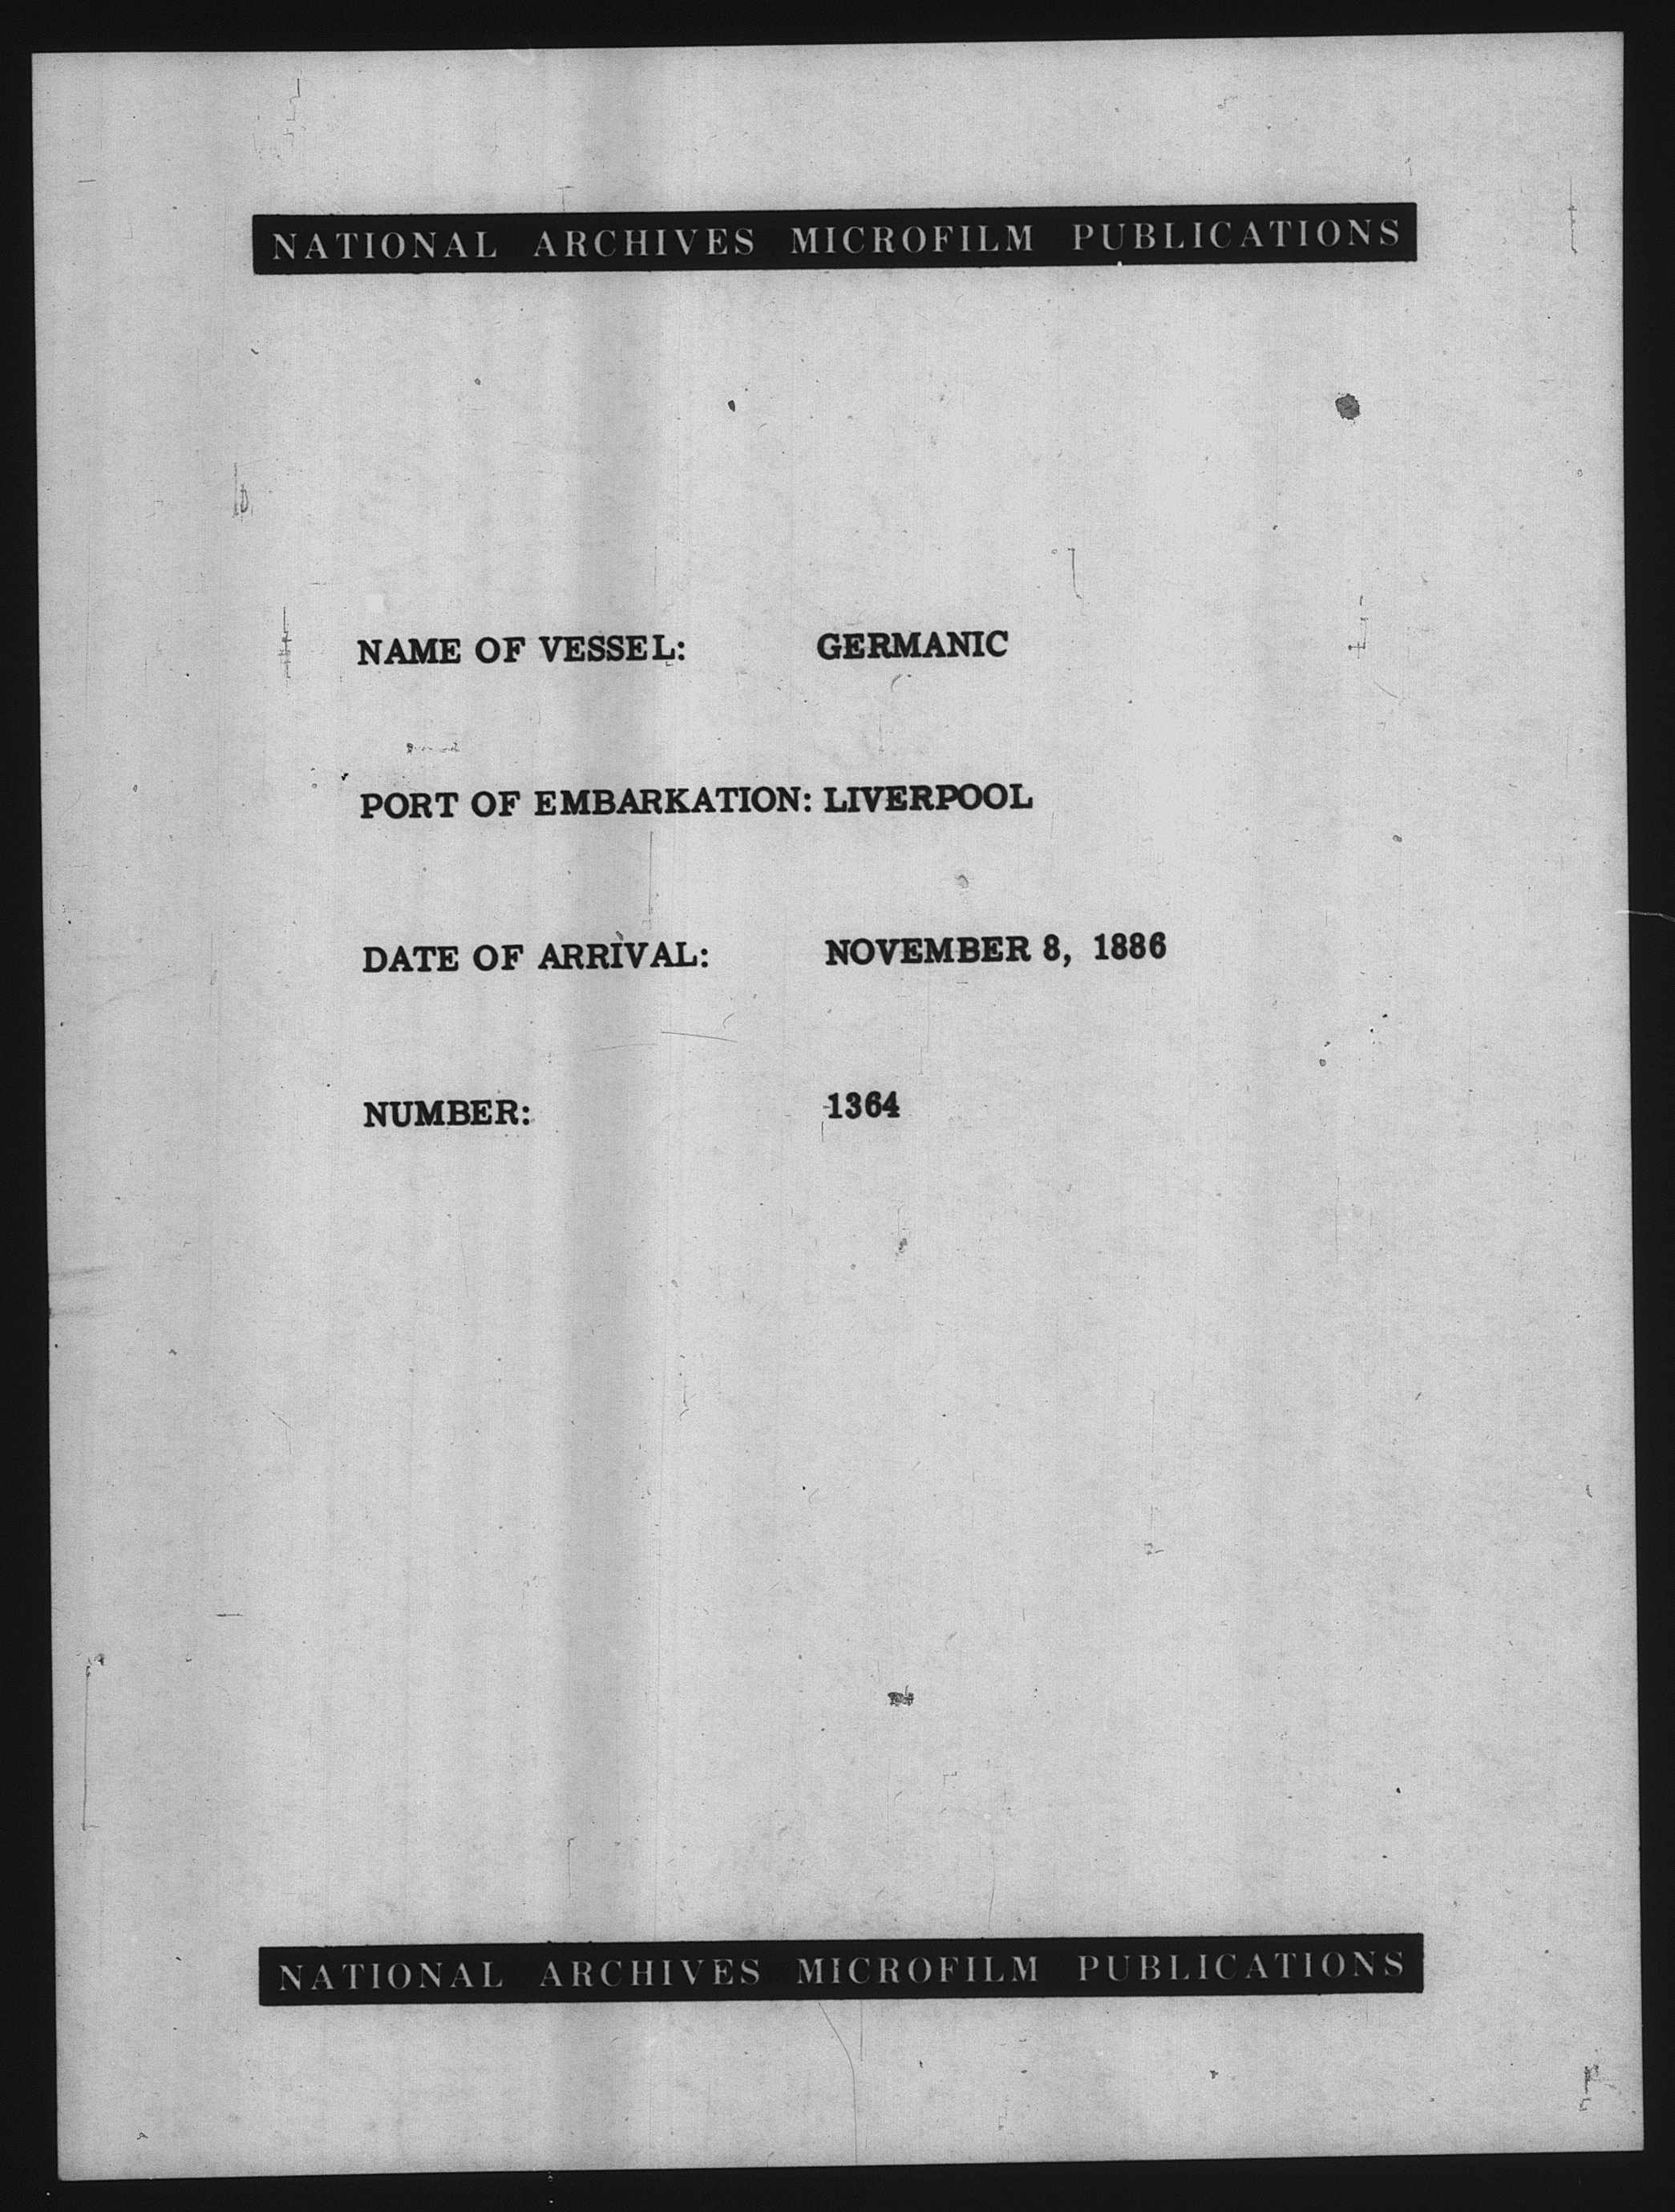 NATIONAL ARCHIVES MICROFILM PUBLICATIONS
NAME OF VESSEL: GERMANIC
PORT OF EMBARKATION: LIVERPOOL
DATE OF ARRIVAL: NOVEMBER 8, 1886
NUMBER: 1364
NATIONAL ARCHIVES MICROFILM PUBLICATIONS